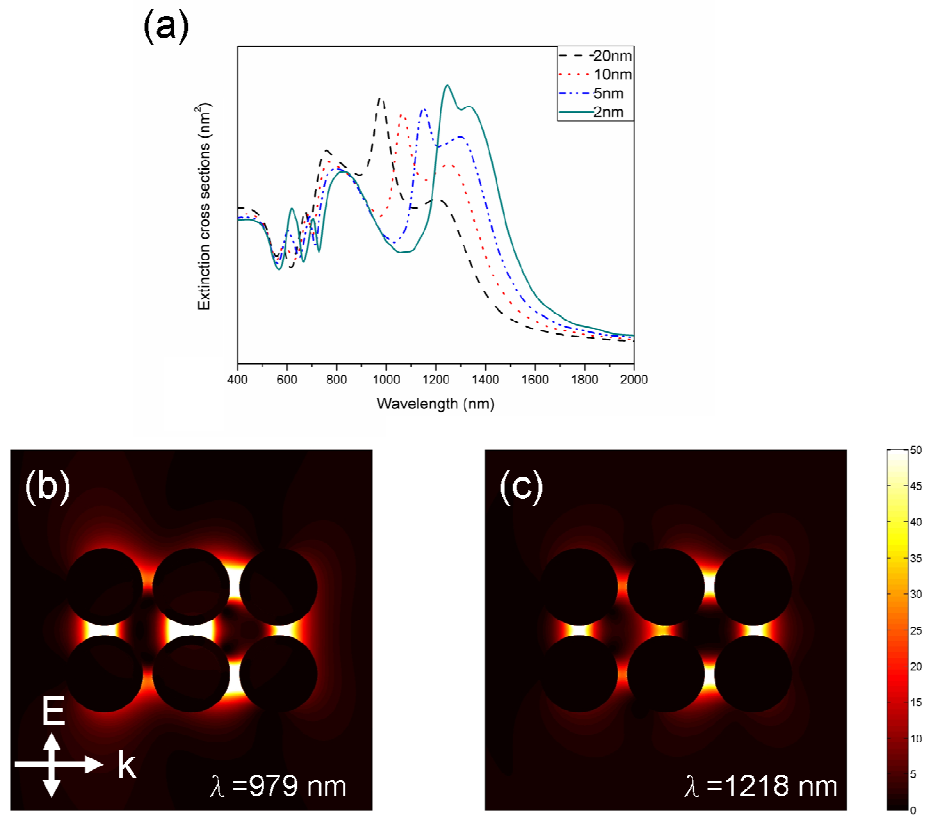 (a)
20nm
10nm
5nm
2nm
Extinction cross sections (nm²)
400 600 800 1000 1200 1400 1600 1800 2000
Wavelength (nm)
(b)
E
k
λ =979 nm
(c)
λ =1218 nm
50
45
40
35
30
25
20
15
10
5
0